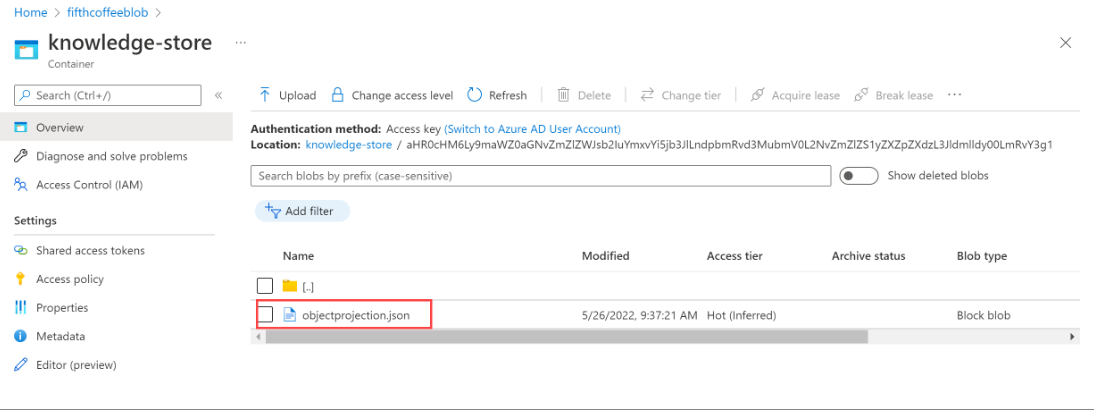 Home > fifthcoffeeblob >
knowledge-store ...
Container
Search (Ctrl+/) «
Upload Change access level Refresh Delete Change tier Acquire lease Break lease ...
Overview
Diagnose and solve problems
Access Control (IAM)
Settings
Shared access tokens
Access policy
Properties
Metadata
Editor (preview)
Authentication method: Access key (Switch to Azure AD User Account)
Location: knowledge-store /
Search blobs by prefix (case-sensitive) Show deleted blobs
Add filter
Name Modified Access tier Archive status Blob type
[..]
objectprojection.json 5/26/2022, 9:37:21 AM Hot (Inferred) Block blob